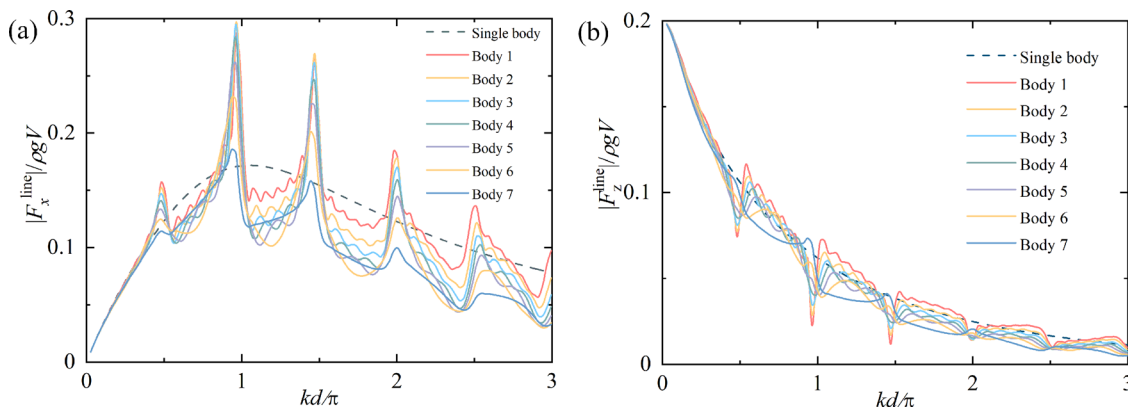 (a)
|F_x^line|/ρgV
0.3
0.2
0.1
0
0
1
2
3
kd/π
Single body
Body 1
Body 2
Body 3
Body 4
Body 5
Body 6
Body 7
(b)
|F_z^line|/ρgV
0.2
0.1
0
0
1
2
3
kd/π
Single body
Body 1
Body 2
Body 3
Body 4
Body 5
Body 6
Body 7